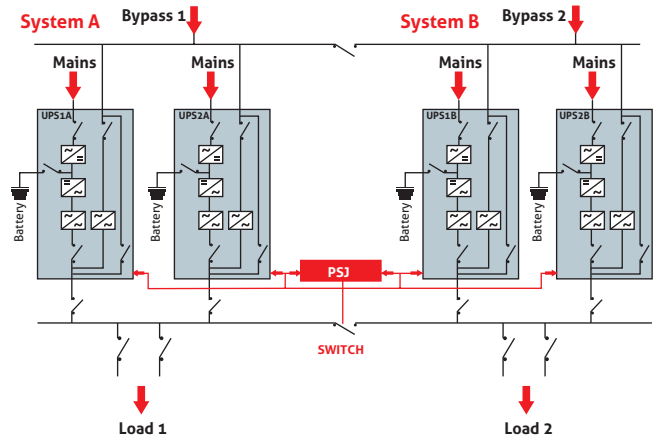 Bypass 1
Bypass 2
System A
System B
Mains
Mains
Mains
Mains
UPS1A
UPS2A
UPS1B
UPS2B
Battery
Battery
Battery
Battery
PSJ
SWITCH
Load 1
Load 2